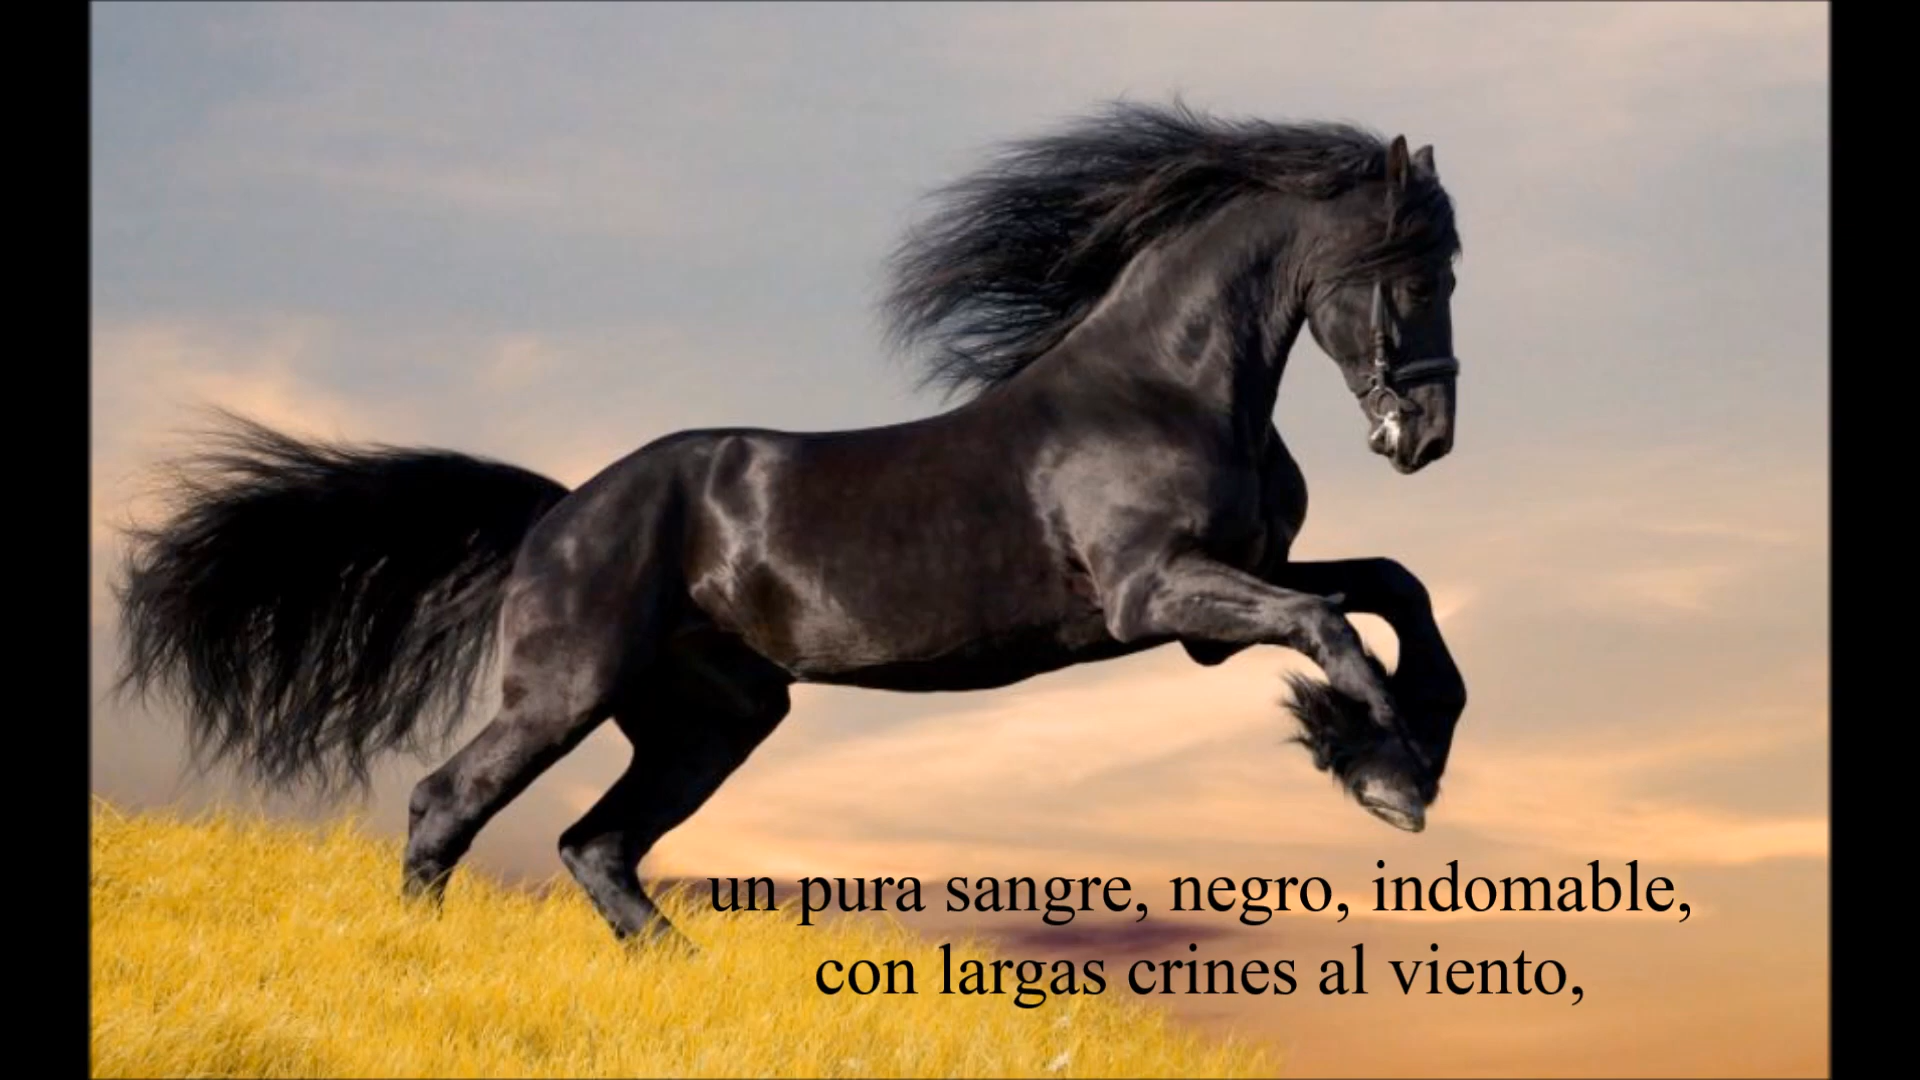 un pura sangre, negro, indomable,
con largas crines al viento,